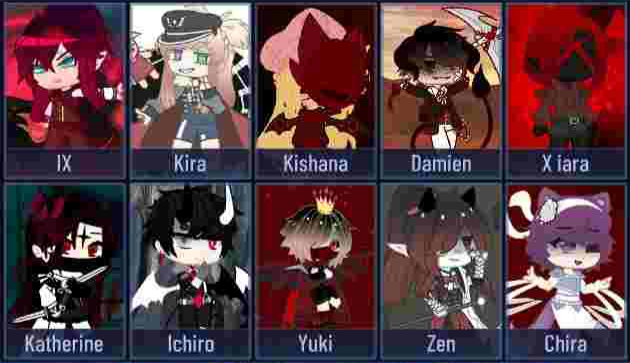 IX
Kira
Kishana
Damien
X iara
Katherine
Ichiro
Yuki
Zen
Chira